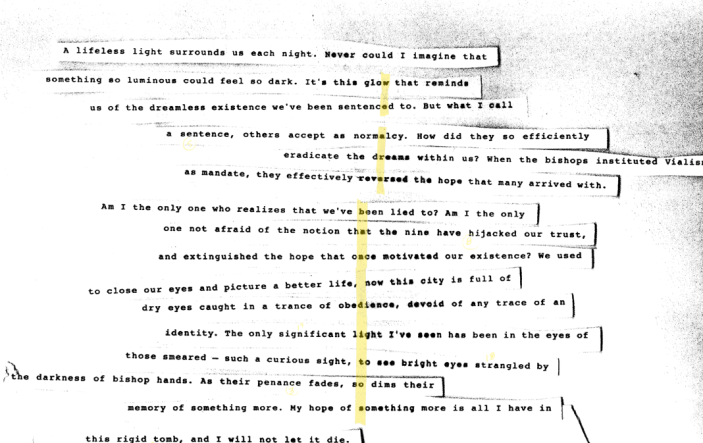 A lifeless light surrounds us each night. Never could I imagine that
something so luminous could feel so dark. It's this glow that reminds
us of the dreamless existence we've been sentenced to. But what I call
a sentence, others accept as normalcy. How did they so efficiently
eradicate the dreams within us? When the bishops instituted Vialism
as mandate, they effectively reversed the hope that many arrived with.
Am I the only one who realizes that we've been lied to? Am I the only
one not afraid of the notion that the nine have hijacked our trust,
and extinguished the hope that once motivated our existence? We used
to close our eyes and picture a better life, now this city is full of
dry eyes caught in a trance of obedience, devoid of any trace of an
identity. The only significant light I've seen has been in the eyes of
those smeared — such a curious sight, to see bright eyes strangled by
the darkness of bishop hands. As their penance fades, so dims their
memory of something more. My hope of something more is all I have in
this rigid tomb, and I will not let it die.